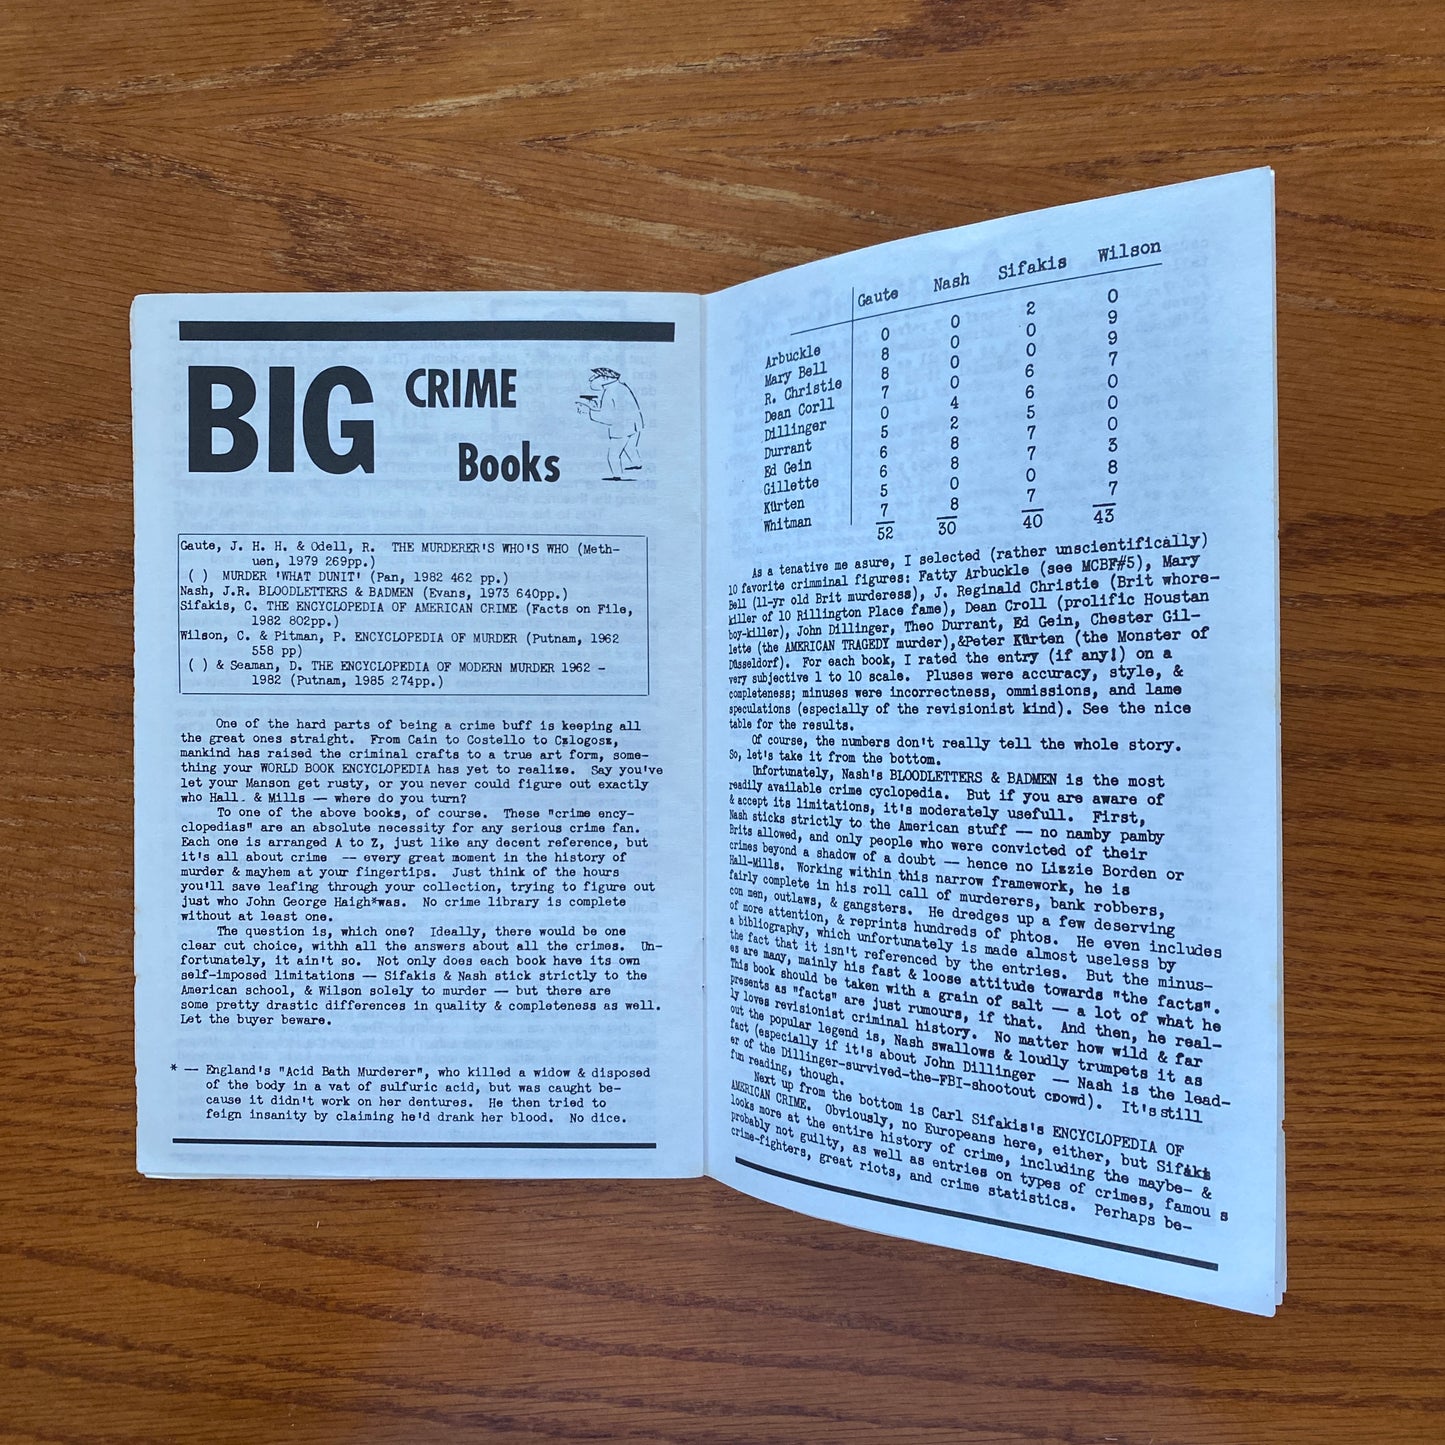 BIG CRIME
Books
Gaute, J. H. H. & Odell, R. THE MURDERER'S WHO'S WHO (Meth-
uen, 1979 269pp.)
( ) MURDER 'WHAT DUNIT' (Pan, 1982 462 pp.)
Nash, J.R. BLOODLETTERS & BADMEN (Evans, 1973 640pp.)
Sifakis, C. THE ENCYCLOPEDIA OF AMERICAN CRIME (Facts on File,
1982 802pp.)
Wilson, C. & Pitman, P. ENCYCLOPEDIA OF MURDER (Putnam, 1962
558 pp)
( ) & Seaman, D. THE ENCYCLOPEDIA OF MODERN MURDER 1962 -
1982 (Putnam, 1985 274pp.)
One of the hard parts of being a crime buff is keeping all
the great ones straight. From Cain to Costello to Czlogosz,
mankind has raised the criminal crafts to a true art form, some-
thing your WORLD BOOK ENCYCLOPEDIA has yet to realize. Say you've
let your Manson get rusty, or you never could figure out exactly
who Hall & Mills — where do you turn?
To one of the above books, of course. These "crime ency-
clopedias" are an absolute necessity for any serious crime fan.
Each one is arranged A to Z, just like any decent reference, but
it's all about crime — every great moment in the history of
murder & mayhem at your fingertips. Just think of the hours
you'll save leafing through your collection, trying to figure out
just who John George Haigh*was. No crime library is complete
without at least one.
The question is, which one? Ideally, there would be one
clear cut choice, withh all the answers about all the crimes. Un-
fortunately, it ain't so. Not only does each book have its own
self-imposed limitations — Sifakis & Nash stick strictly to the
American school, & Wilson solely to murder — but there are
some pretty drastic differences in quality & completeness as well.
Let the buyer beware.
* — England's "Acid Bath Murderer", who killed a widow & disposed
of the body in a vat of sulfuric acid, but was caught be-
cause it didn't work on her dentures. He then tried to
feign insanity by claiming he'd drank her blood. No dice.
Gaute Nash Sifakis Wilson
Arbuckle 0 0 2 0
Mary Bell 8 0 0 9
R. Christie 8 0 0 9
Dean Corll 7 0 6 7
Dillinger 0 4 6 0
Durrant 5 2 5 0
Ed Gein 6 8 7 0
Gillette 6 8 7 3
Kürten 5 0 0 8
Whitman 7 8 7 7
52 30 40 43
As a tenative me asure, I selected (rather unscientifically)
10 favorite crimminal figures: Fatty Arbuckle (see MCBF#5), Mary
Bell (11-yr old Brit murderess), J. Reginald Christie (Brit whore-
killer of 10 Rillington Place fame), Dean Croll (prolific Houstan
boy-killer), John Dillinger, Theo Durrant, Ed Gein, Chester Gil-
lette (the AMERICAN TRAGEDY murder),&Peter Kürten (the Monster of
Düsseldorf). For each book, I rated the entry (if any!) on a
very subjective 1 to 10 scale. Pluses were accuracy, style, &
completeness; minuses were incorrectness, ommissions, and lame
speculations (especially of the revisionist kind). See the nice
table for the results.
Of course, the numbers don't really tell the whole story.
So, let's take it from the bottom.
Unfortunately, Nash's BLOODLETTERS & BADMEN is the most
readily available crime cyclopedia. But if you are aware of
& accept its limitations, it's moderately usefull. First,
Nash sticks strictly to the American stuff — no namby pamby
Brits allowed, and only people who were convicted of their
crimes beyond a shadow of a doubt — hence no Lizzie Borden or
Hall-Mills. Working within this narrow framework, he is
fairly complete in his roll call of murderers, bank robbers,
con men, outlaws, & gangsters. He dredges up a few deserving
of more attention, & reprints hundreds of phtos. He even includes
a bibliography, which unfortunately is made almost useless by
the fact that it isn't referenced by the entries. But the minus-
es are many, mainly his fast & loose attitude towards "the facts".
This book should be taken with a grain of salt — a lot of what he
presents as "facts" are just rumours, if that. And then, he real-
ly loves revisionist criminal history. No matter how wild & far
out the popular legend is, Nash swallows & loudly trumpets it as
fact (especially if it's about John Dillinger — Nash is the lead-
er of the Dillinger-survived-the-FBI-shootout crowd). It's still
fun reading, though.
Next up from the bottom is Carl Sifakis's ENCYCLOPEDIA OF
AMERICAN CRIME. Obviously, no Europeans here, either, but Sifakis
looks more at the entire history of crime, including the maybe- &
probably not guilty, as well as entries on types of crimes, famou s
crime-fighters, great riots, and crime statistics. Perhaps be-